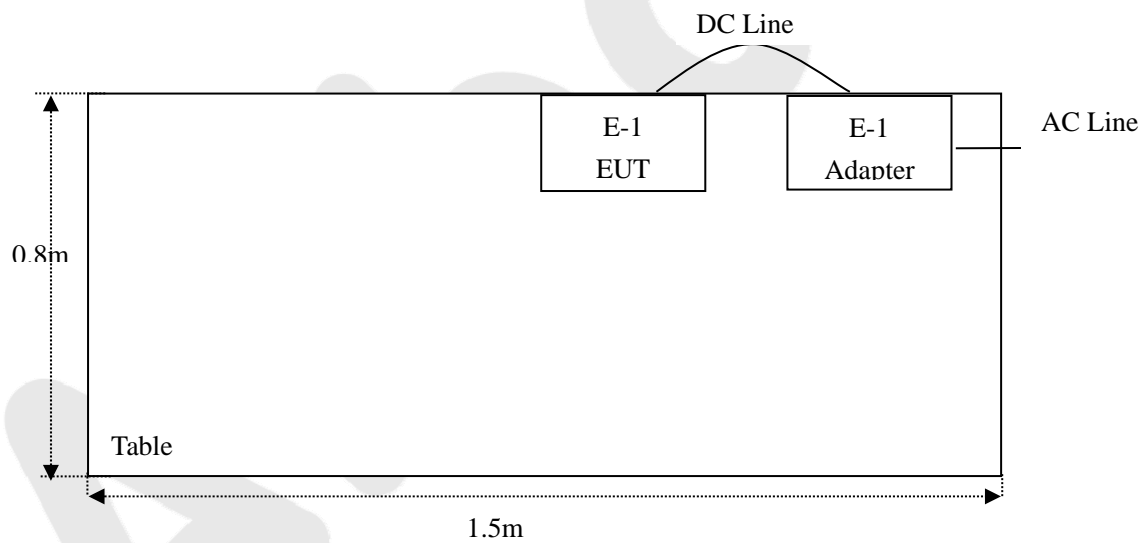 DC Line
E-1
EUT
E-1
Adapter
AC Line
0.8m
Table
1.5m